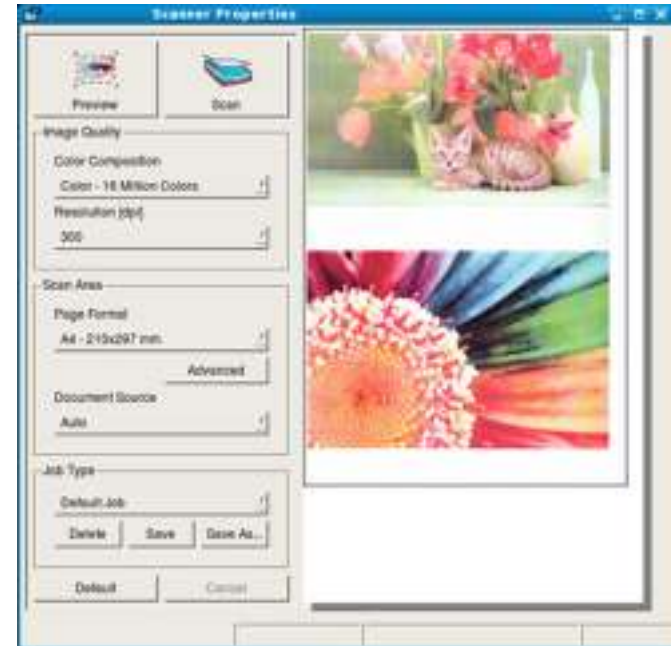 Scanner Properties
Preview
Scan
Image Quality
Color Composition
Color - 16 Million Colors
Resolution [dpi]
300
Scan Area
Page Format
A4 - 210x297 mm
Advanced
Document Source
Auto
Job Type
Default Job
Delete
Save
Save As...
Default
Cancel